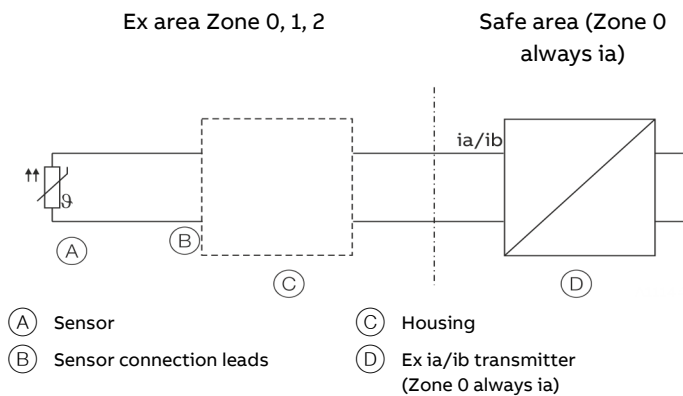 Ex area Zone 0, 1, 2
Safe area (Zone 0
always ia)
ia/ib
ϑ
A
B
C
D
A Sensor
B Sensor connection leads
C Housing
D Ex ia/ib transmitter
(Zone 0 always ia)